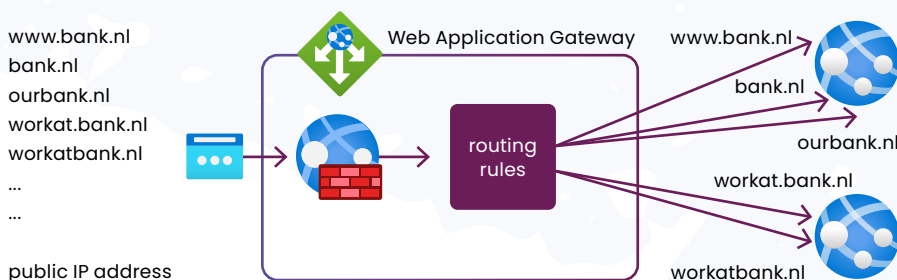 www.bank.nl
bank.nl
ourbank.nl
workat.bank.nl
workatbank.nl
...
...
public IP address
Web Application Gateway
routing
rules
www.bank.nl
bank.nl
ourbank.nl
workat.bank.nl
workatbank.nl